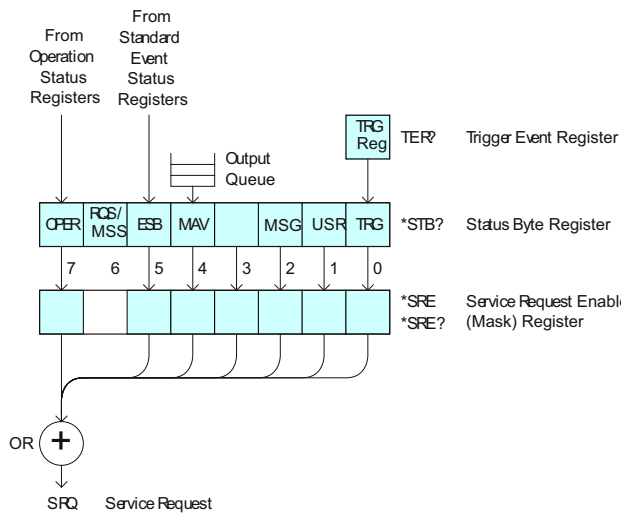 From
Operation
Status
Registers
From
Standard
Event
Status
Registers
Output
Queue
TRG
Reg
TER?
Trigger Event Register
OPER
RQS/
MSS
ESB
MAV
MSG
USR
TRG
*STB?
Status Byte Register
7
6
5
4
3
2
1
0
*SRE
*SRE?
Service Request Enable
(Mask) Register
OR
+
SRQ
Service Request